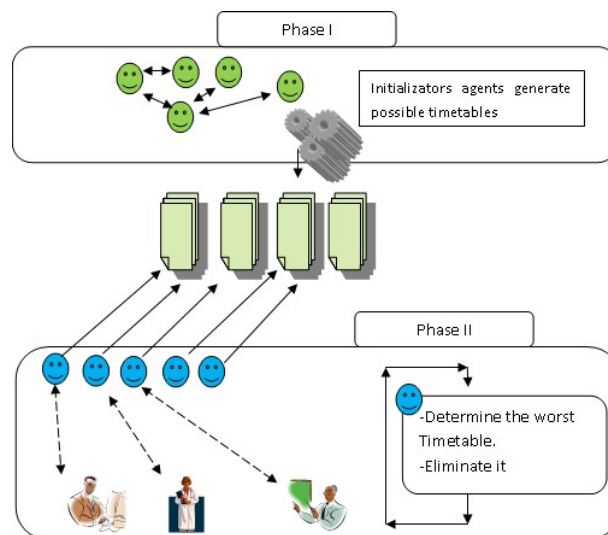 Phase I
Initializators agents generate
possible timetables
Phase II
-Determine the worst
Timetable.
-Eliminate it